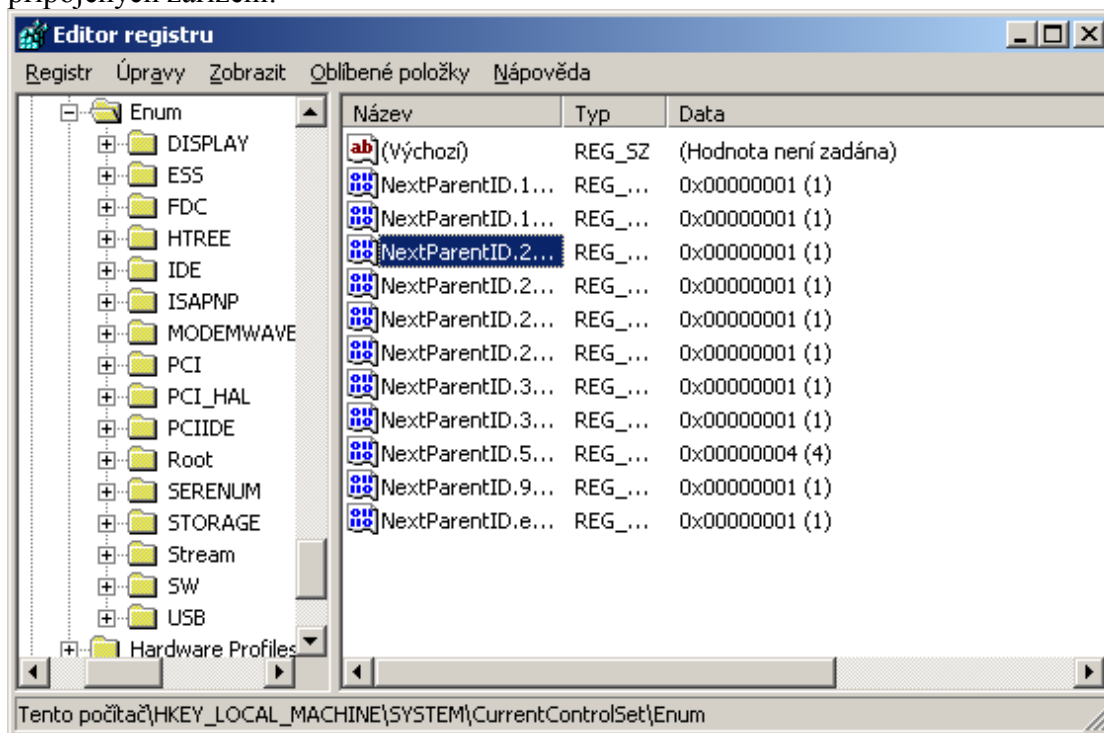 připojených zařízení.
Editor registru
Registr Úpravy Zobrazit Oblíbené položky Nápověda
Enum
DISPLAY
ESS
FDC
HTREE
IDE
ISAPNP
MODEMWAVE
PCI
PCI_HAL
PCIIDE
Root
SERENUM
STORAGE
Stream
SW
USB
Hardware Profiles
Název Typ Data
(Výchozí) REG_SZ (Hodnota není zadána)
NextParentID.1... REG_... 0x00000001 (1)
NextParentID.1... REG_... 0x00000001 (1)
NextParentID.2... REG_... 0x00000001 (1)
NextParentID.2... REG_... 0x00000001 (1)
NextParentID.2... REG_... 0x00000001 (1)
NextParentID.2... REG_... 0x00000001 (1)
NextParentID.3... REG_... 0x00000001 (1)
NextParentID.3... REG_... 0x00000001 (1)
NextParentID.5... REG_... 0x00000004 (4)
NextParentID.9... REG_... 0x00000001 (1)
NextParentID.e... REG_... 0x00000001 (1)
Tento počítač\HKEY_LOCAL_MACHINE\SYSTEM\CurrentControlSet\Enum